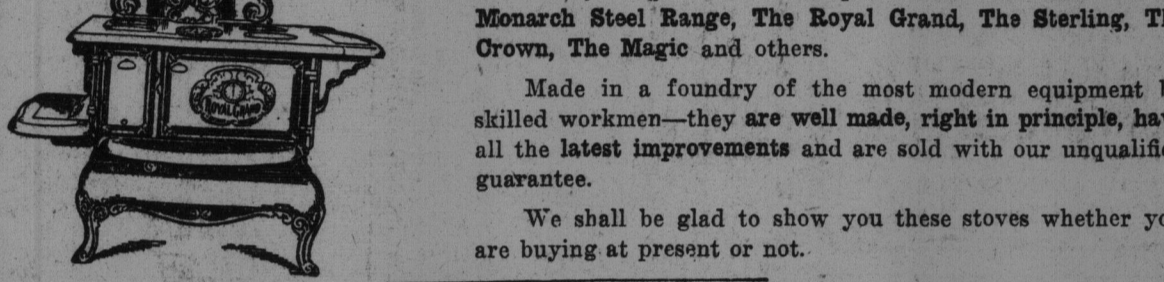 Monarch Steel Range, The Royal Grand, The Sterling,
Crown, The Magic and others.
Made in a foundry of the most modern equipment
skilled workmen—they are well made, right in principle,
all the latest improvements and are sold with our
guarantee.
We shall be glad to show you these stoves whether
are buying at present or not.
ROYAL GRAND